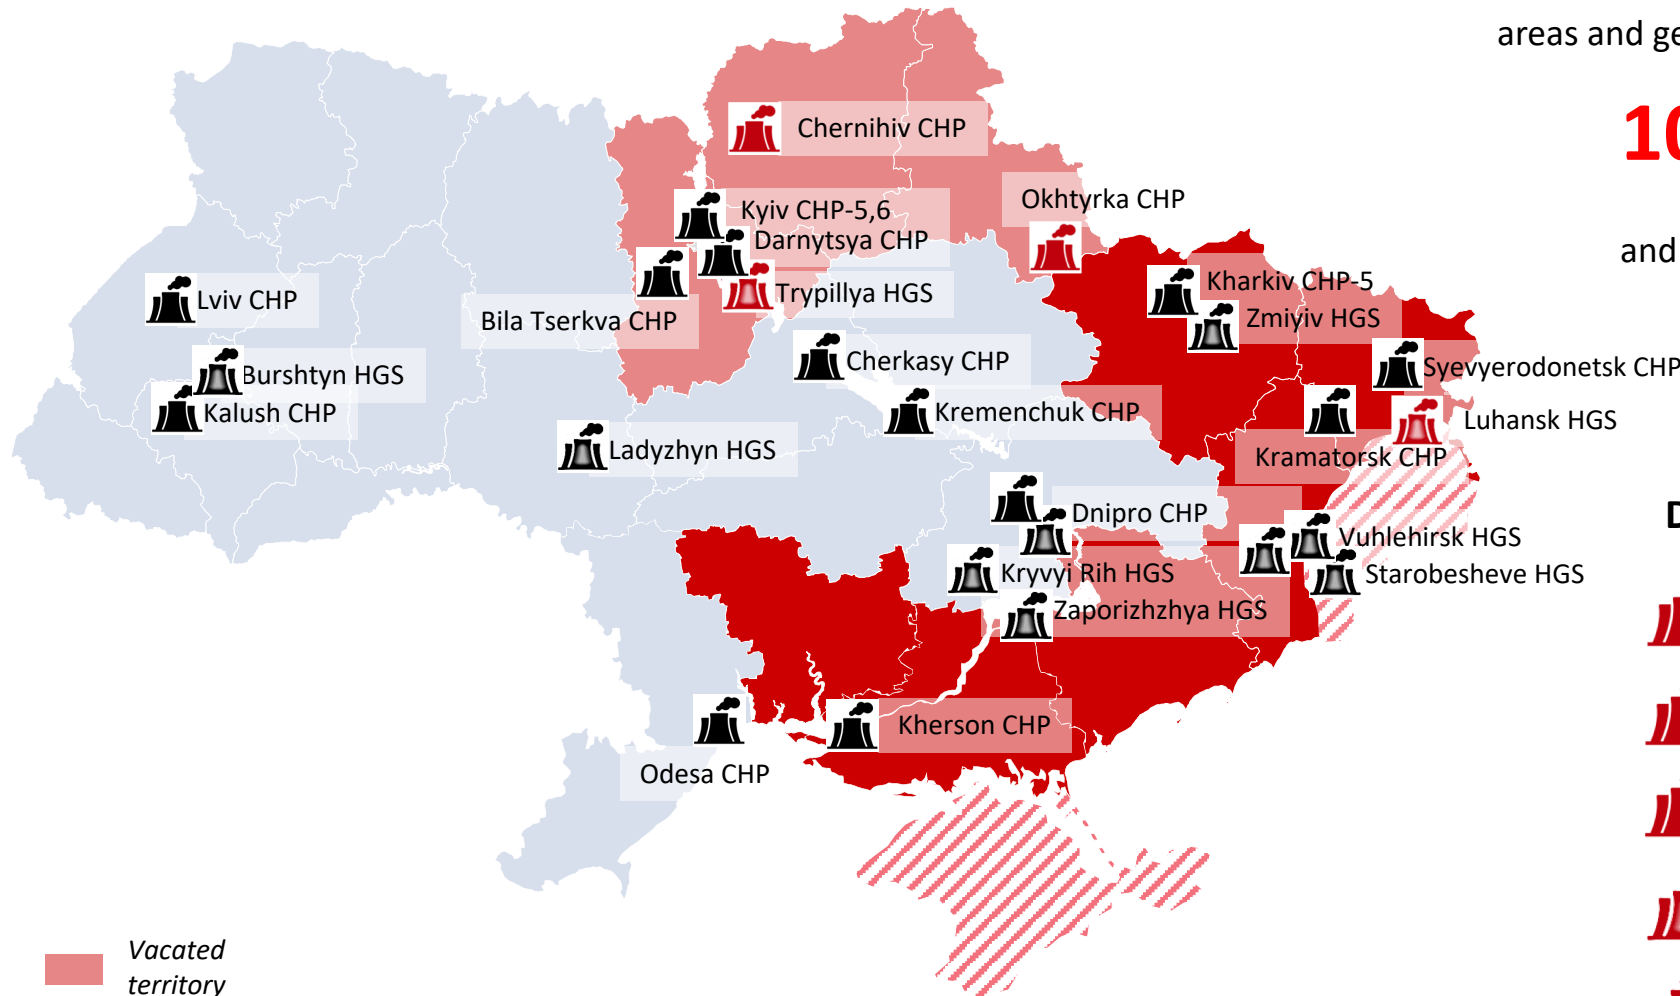 areas and ge
10
and
Chernihiv CHP
Okhtyrka CHP
Kyiv CHP-5,6
Darnytsya CHP
Trypillya HGS
Bila Tserkva CHP
Lviv CHP
Burshtyn HGS
Kalush CHP
Kharkiv CHP-5
Zmiyiv HGS
Cherkasy CHP
Syevyerodonetsk CHP
Kremenchuk CHP
Luhansk HGS
Ladyzhyn HGS
Kramatorsk CHP
D
Dnipro CHP
Vuhlehirsk HGS
Kryvyi Rih HGS
Starobesheve HGS
Zaporizhzhya HGS
Kherson CHP
Odesa CHP
Vacated
territory